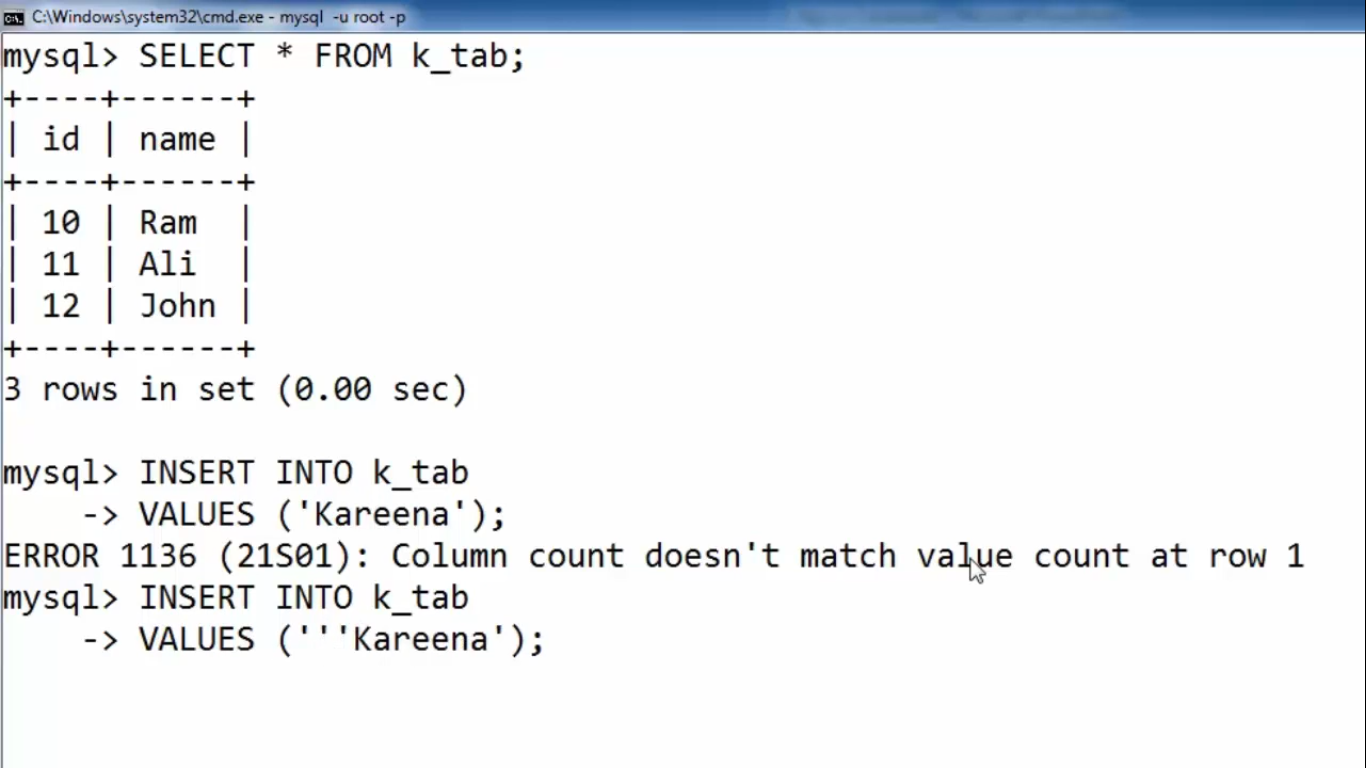 C:\Windows\system32\cmd.exe - mysql -u root -p
mysql> SELECT * FROM k_tab;
+----+------+
| id | name |
+----+------+
| 10 | Ram  |
| 11 | Ali  |
| 12 | John |
+----+------+
3 rows in set (0.00 sec)
mysql> INSERT INTO k_tab
    -> VALUES ('Kareena');
ERROR 1136 (21S01): Column count doesn't match value count at row 1
mysql> INSERT INTO k_tab
    -> VALUES ('''Kareena');